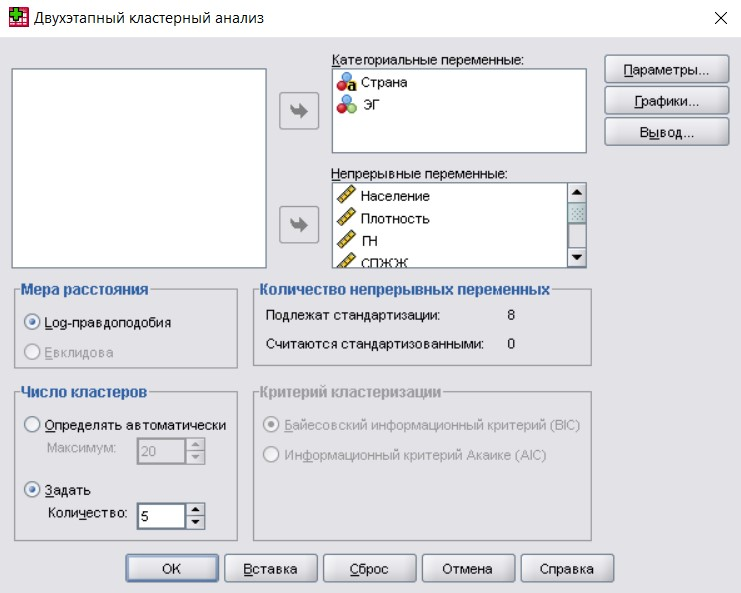 Двухэтапный кластерный анализ
Категориальные переменные:
Страна
ЭГ
Параметры...
Графики...
Вывод...
Непрерывные переменные:
Население
Плотность
ГН
СПЖЖ
Мера расстояния
Log-правдоподобия
Евклидова
Количество непрерывных переменных
Подлежат стандартизации: 8
Считаются стандартизованными: 0
Число кластеров
Определять автоматически
Максимум: 20
Задать
Количество: 5
Критерий кластеризации
Байесовский информационный критерий (BIC)
Информационный критерий Акаике (AIC)
OK Вставка Сброс Отмена Справка